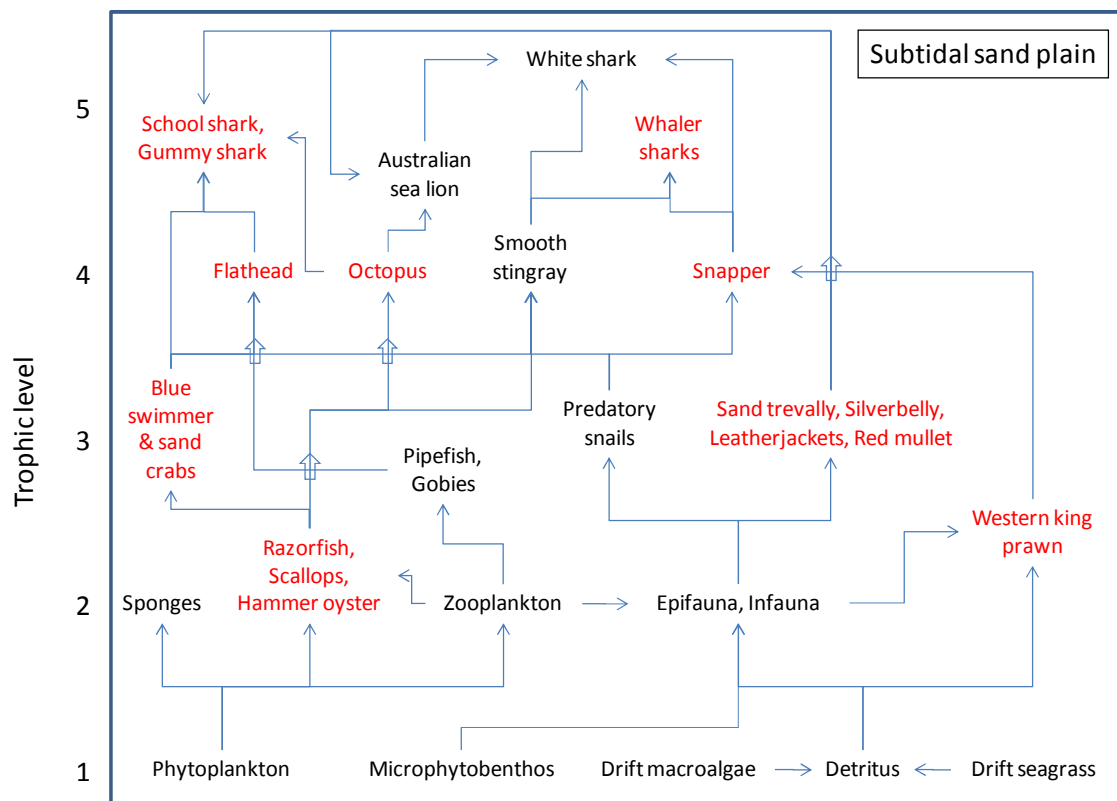 Subtidal sand plain
White shark
5
School shark,
Gummy shark
Whaler
sharks
Australian
sea lion
Smooth
stingray
4
Flathead
Octopus
Snapper
Trophic level
Blue
swimmer
& sand
crabs
Predatory
snails
Sand trevally, Silverbelly,
Leatherjackets, Red mullet
3
Pipefish,
Gobies
Western king
prawn
Razorfish,
Scallops,
Hammer oyster
2
Sponges
Zooplankton
Epifauna, Infauna
1
Phytoplankton
Microphytobenthos
Drift macroalgae
Detritus
Drift seagrass